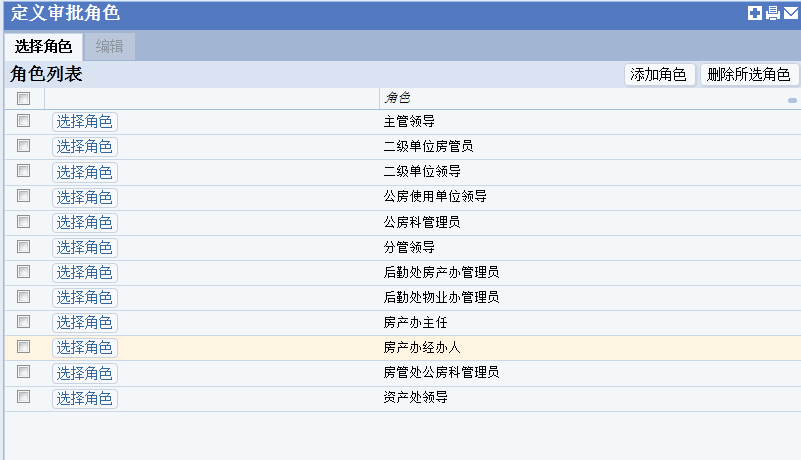 定义审批角色
选择角色 编辑
角色列表 添加角色 删除所选角色
角色
选择角色 主管领导
选择角色 二级单位房管员
选择角色 二级单位领导
选择角色 公房使用单位领导
选择角色 公房科管理员
选择角色 分管领导
选择角色 后勤处房产办管理员
选择角色 后勤处物业办管理员
选择角色 房产办主任
选择角色 房产办经办人
选择角色 房管处公房科管理员
选择角色 资产处领导